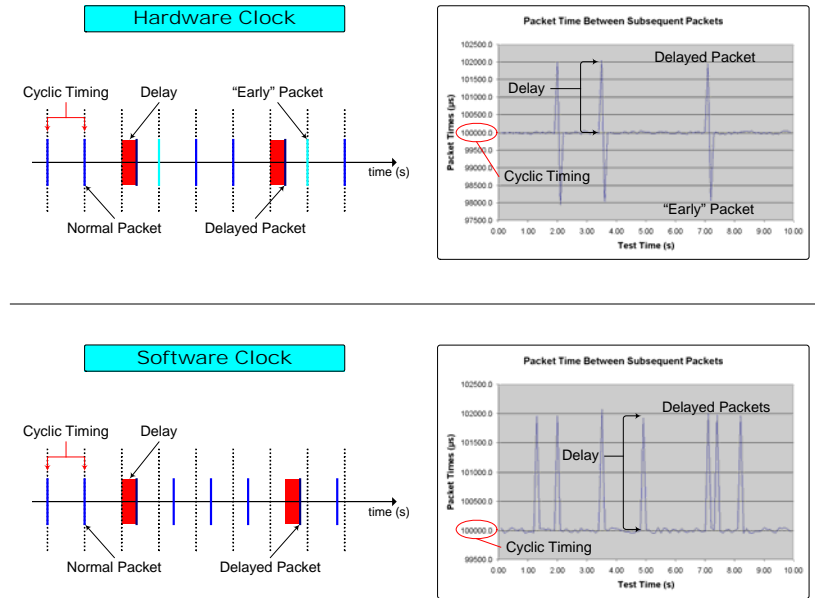 Hardware Clock
Cyclic Timing
Delay
“Early” Packet
time (s)
Normal Packet
Delayed Packet
Packet Time Between Subsequent Packets
Packet Times (µs)
102500.0
102000.0
101500.0
101000.0
100500.0
100000.0
99500.0
99000.0
98500.0
98000.0
97500.0
Delayed Packet
Delay
Cyclic Timing
“Early” Packet
0.00 1.00 2.00 3.00 4.00 5.00 6.00 7.00 8.00 9.00 10.00
Test Time (s)
Software Clock
Cyclic Timing
Delay
time (s)
Normal Packet
Delayed Packet
Packet Time Between Subsequent Packets
Packet Times (µs)
102500.0
102000.0
101500.0
101000.0
100500.0
100000.0
99500.0
Delayed Packets
Delay
Cyclic Timing
0.00 1.00 2.00 3.00 4.00 5.00 6.00 7.00 8.00 9.00 10.00
Test Time (s)